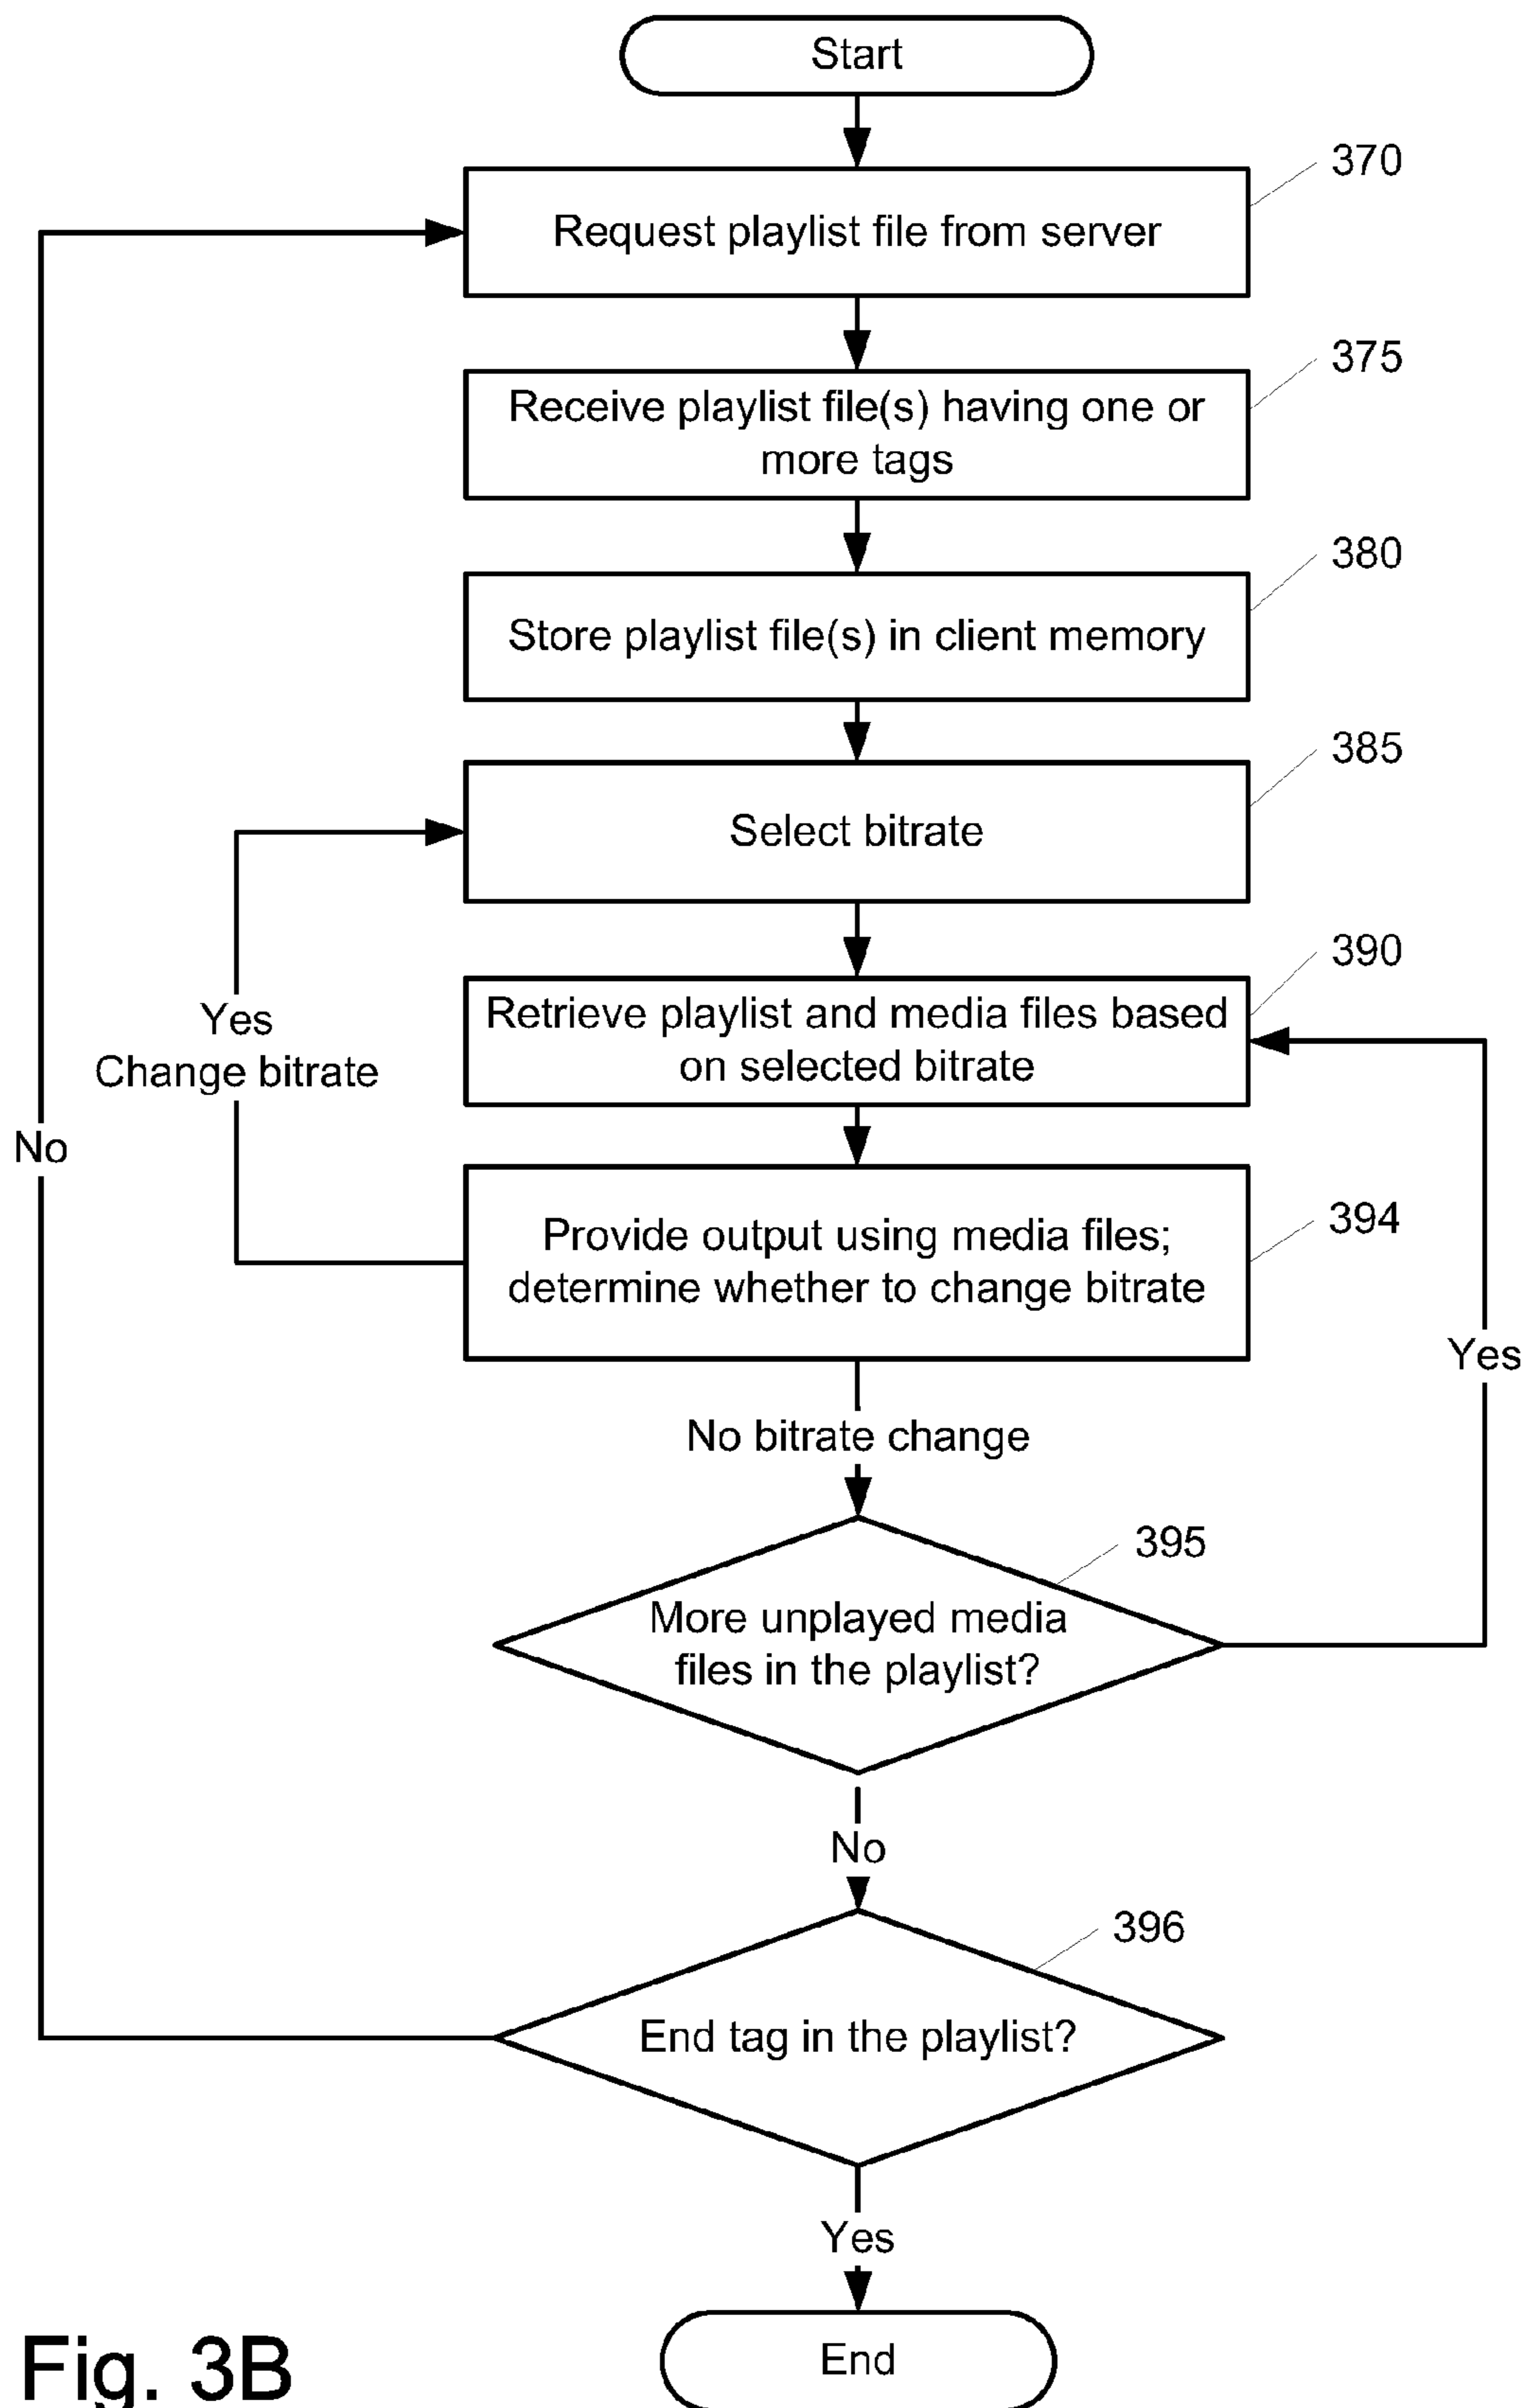 Start
370
Request playlist file from server
375
Receive playlist file(s) having one or
more tags
380
Store playlist file(s) in client memory
385
Select bitrate
390
Retrieve playlist and media files based
on selected bitrate
Yes
Change bitrate
No
394
Provide output using media files;
determine whether to change bitrate
Yes
No bitrate change
395
More unplayed media
files in the playlist?
No
396
End tag in the playlist?
Yes
End
Fig. 3B